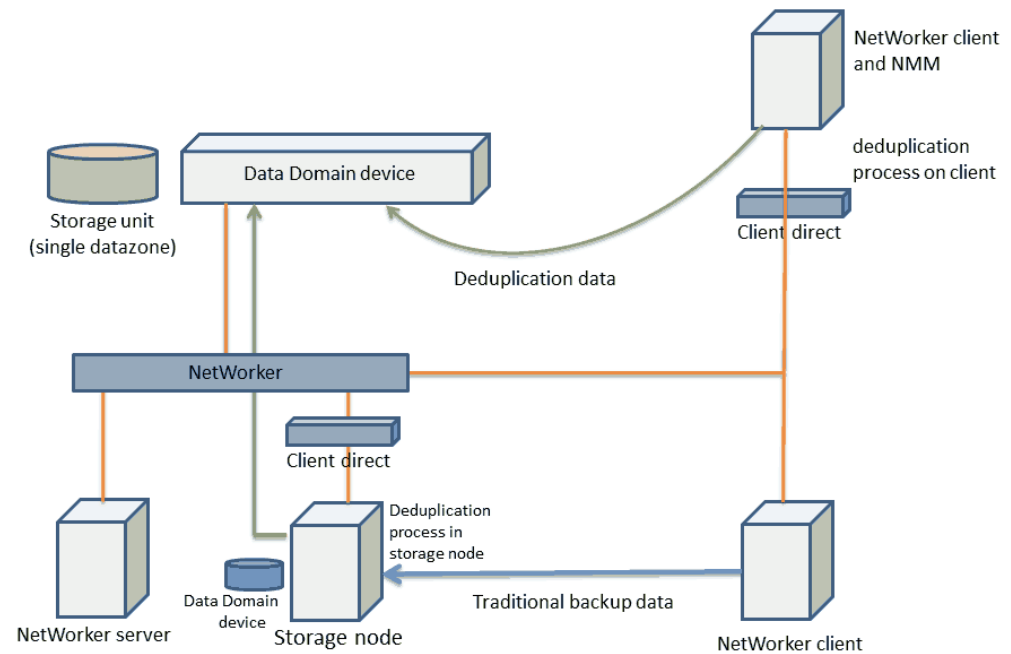 NetWorker client
and NMM
deduplication
process on client
Data Domain device
Storage unit
(single datazone)
Client direct
Deduplication data
NetWorker
Client direct
Deduplication
process in
storage node
Data Domain
device
Traditional backup data
NetWorker server
Storage node
NetWorker client